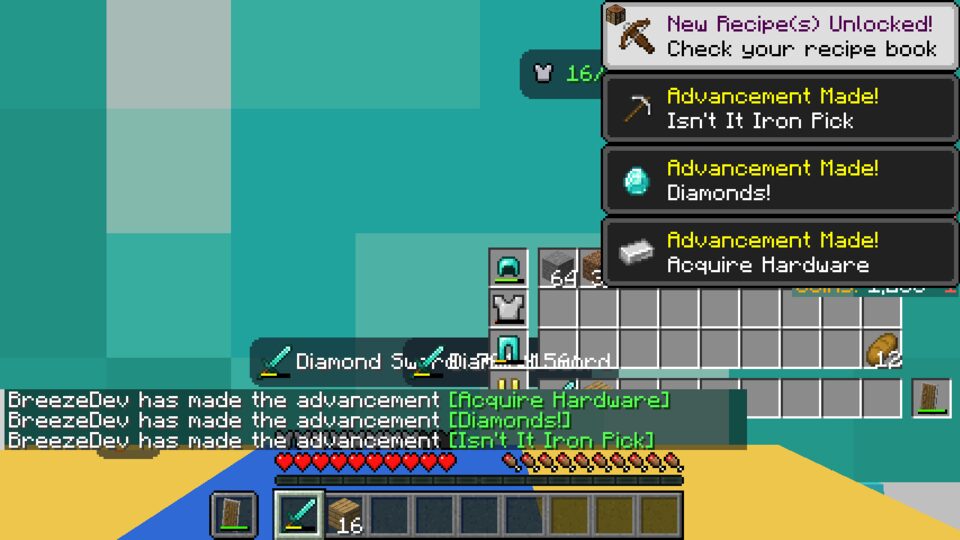 New Recipe(s) Unlocked!
Check your recipe book
16/
Advancement Made!
Isn't It Iron Pick
Advancement Made!
Diamonds!
Advancement Made!
Acquire Hardware
64
12
Diamond
BreezeDev has made the advancement [Acquire Hardware]
BreezeDev has made the advancement [Diamonds!]
BreezeDev has made the advancement [Isn't It Iron Pick]
16